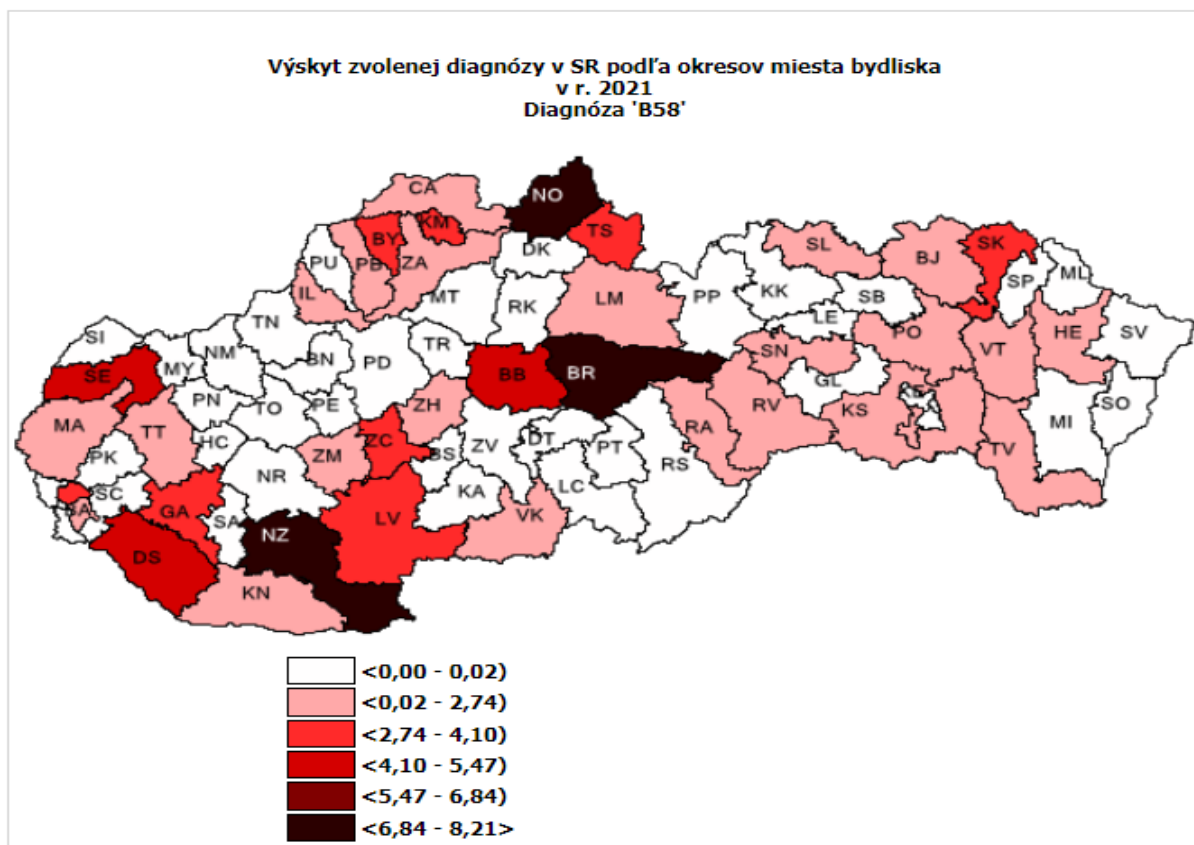 Výskyt zvolenej diagnózy v SR podľa okresov miesta bydliska
v r. 2021
Diagnóza 'B58'
NO
CA
KM
TS
BY
SK
SL
PU
PB
ZA
DK
BJ
SP
ML
IL
MT
RK
LM
PP
KK
SB
TN
LE
SI
NM
TR
PO
HE
SV
MY
BN
PD
SN
VT
SE
BB
BR
GL
PN
TO
PE
ZH
RV
KS
SO
MA
TT
HC
ZC
DT
RA
MI
PK
ZM
BS
ZV
PT
TV
NR
RS
SC
KA
LC
BA
GA
SA
LV
VK
NZ
DS
KN
<0,00 - 0,02)
<0,02 - 2,74)
<2,74 - 4,10)
<4,10 - 5,47)
<5,47 - 6,84)
<6,84 - 8,21>